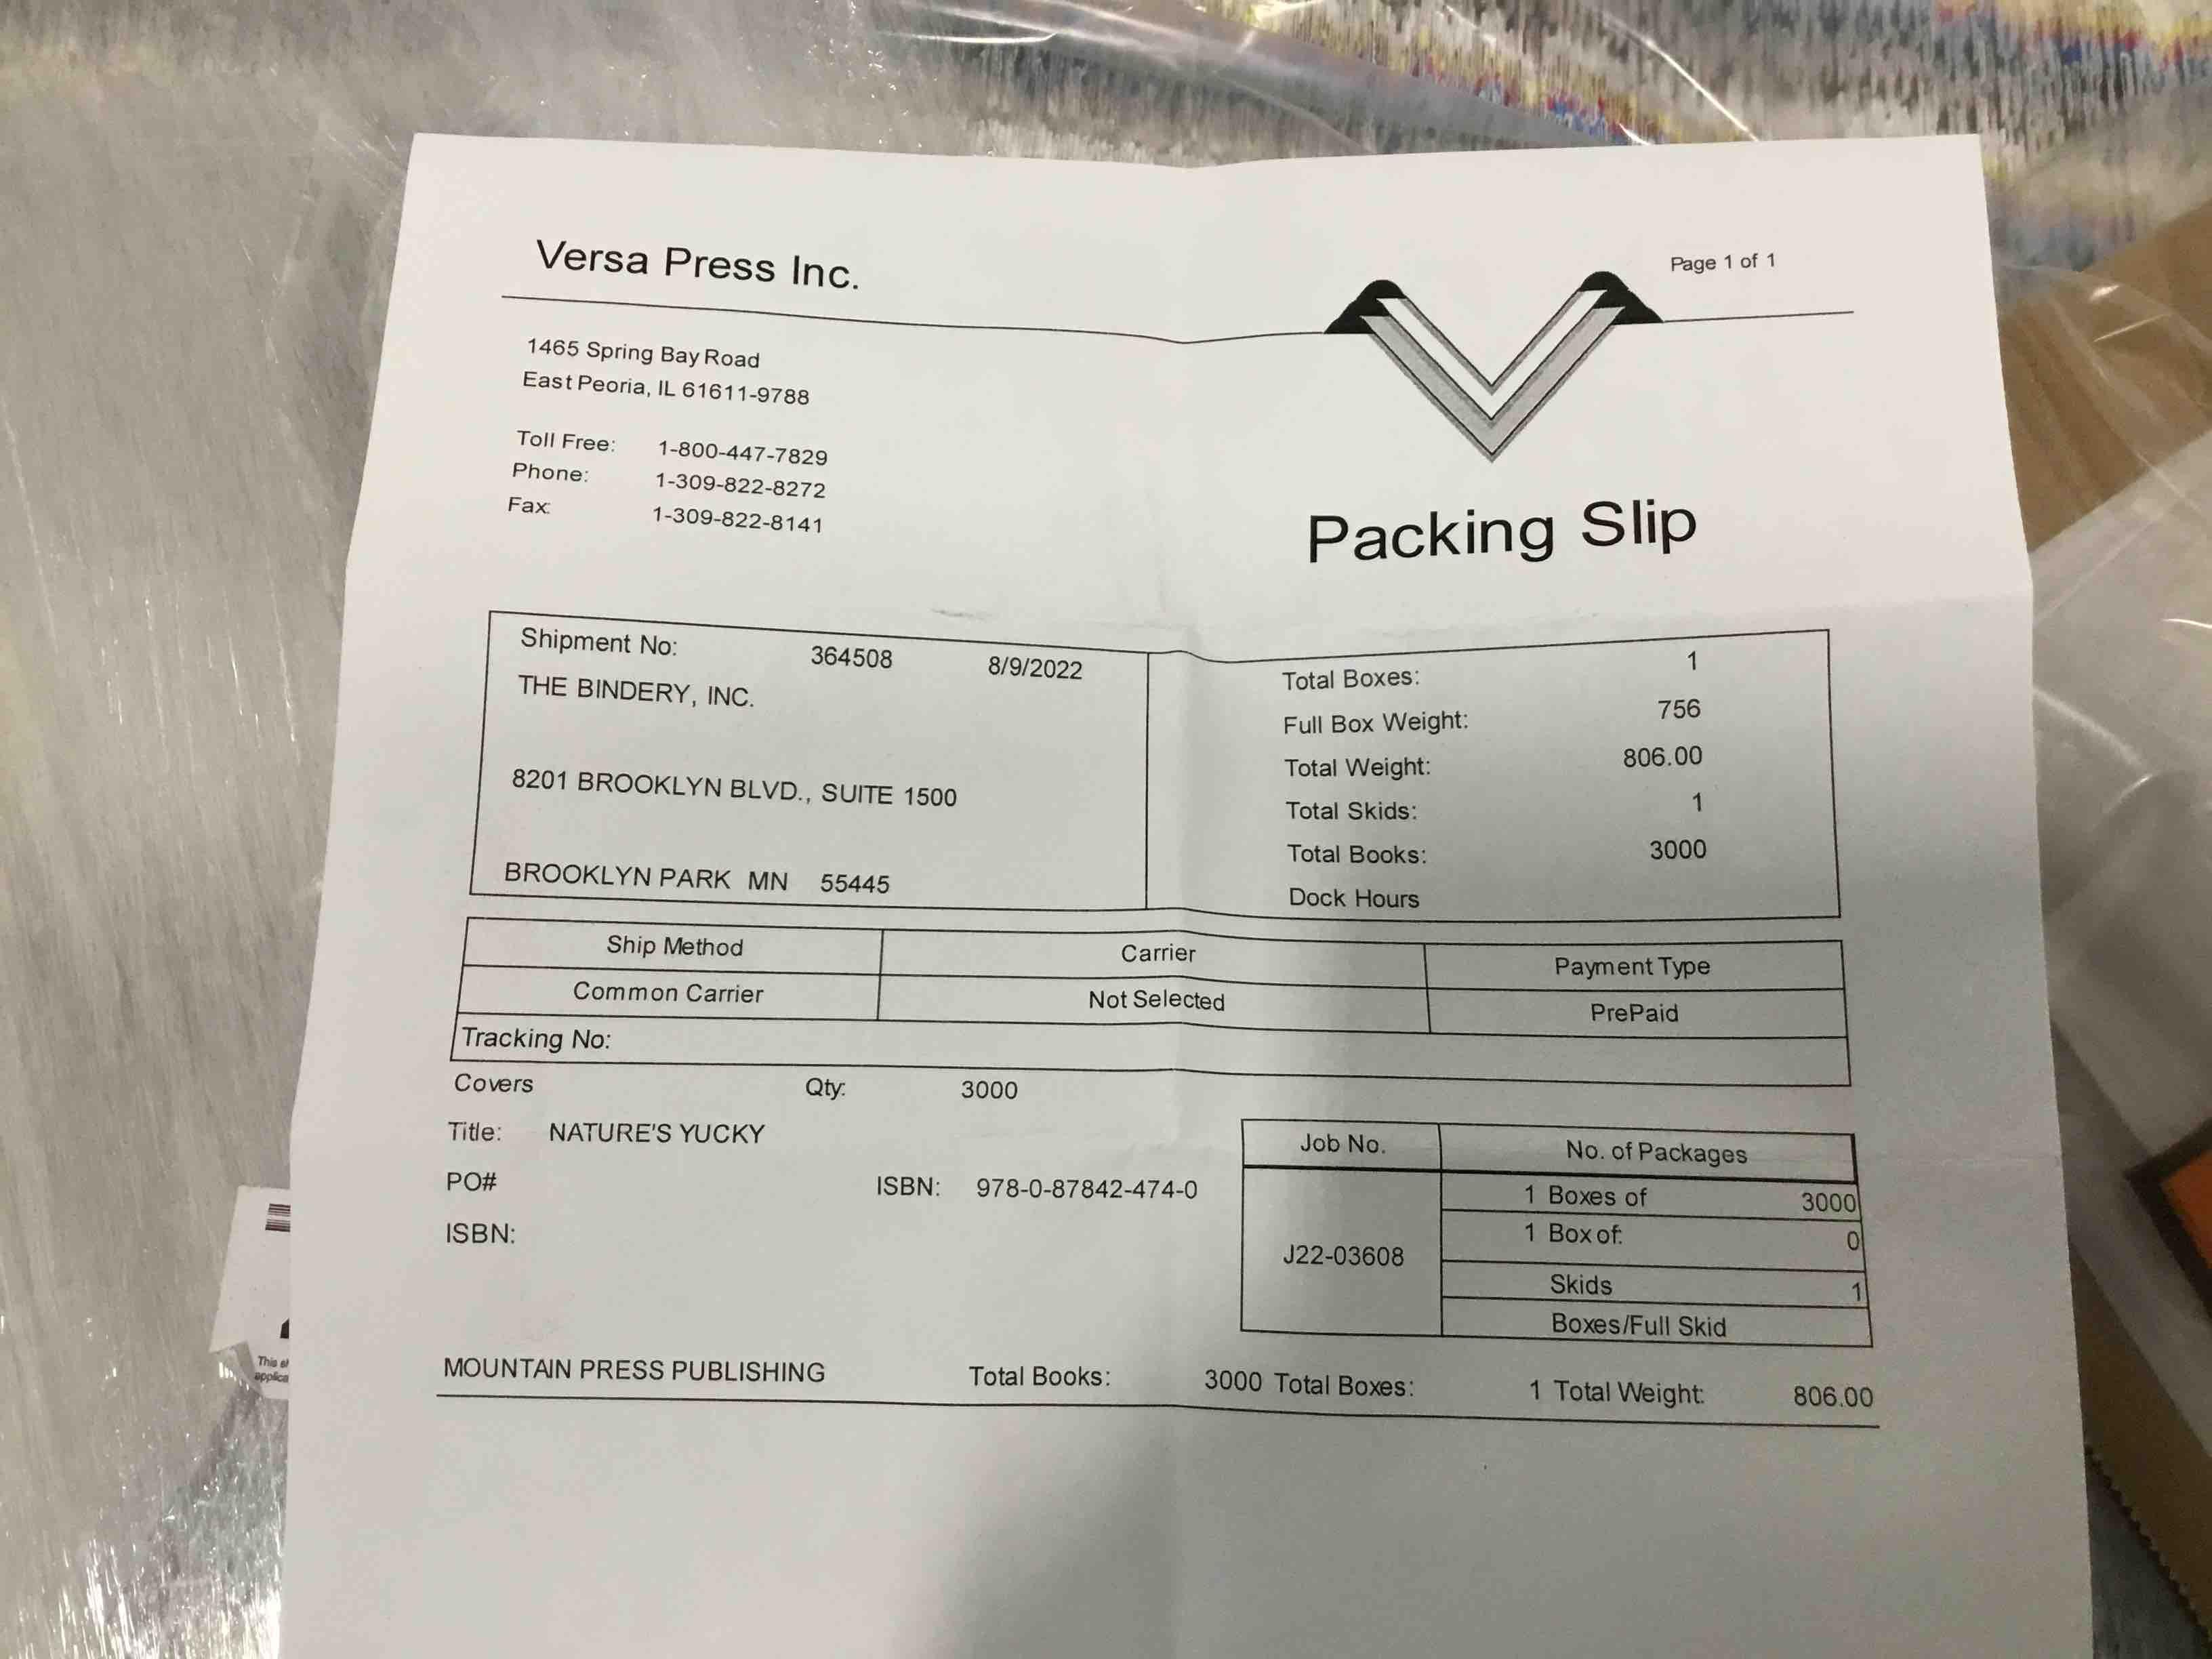 Versa Press Inc.
Page 1 of 1
1465 Spring Bay Road
East Peoria, IL 61611-9788
Toll Free: 1-800-447-7829
Phone: 1-309-822-8272
Fax: 1-309-822-8141
Packing Slip
Shipment No: 364508 8/9/2022
THE BINDERY, INC.
8201 BROOKLYN BLVD., SUITE 1500
BROOKLYN PARK MN 55445
Total Boxes: 1
Full Box Weight: 756
Total Weight: 806.00
Total Skids: 1
Total Books: 3000
Dock Hours
Ship Method Carrier Payment Type
Common Carrier Not Selected PrePaid
Tracking No:
Covers Qty: 3000
Title: NATURE'S YUCKY
PO# ISBN: 978-0-87842-474-0
ISBN:
Job No. No. of Packages
J22-03608
1 Boxes of 3000
1 Box of: 0
Skids 1
Boxes/Full Skid
MOUNTAIN PRESS PUBLISHING Total Books: 3000 Total Boxes: 1 Total Weight: 806.00
This